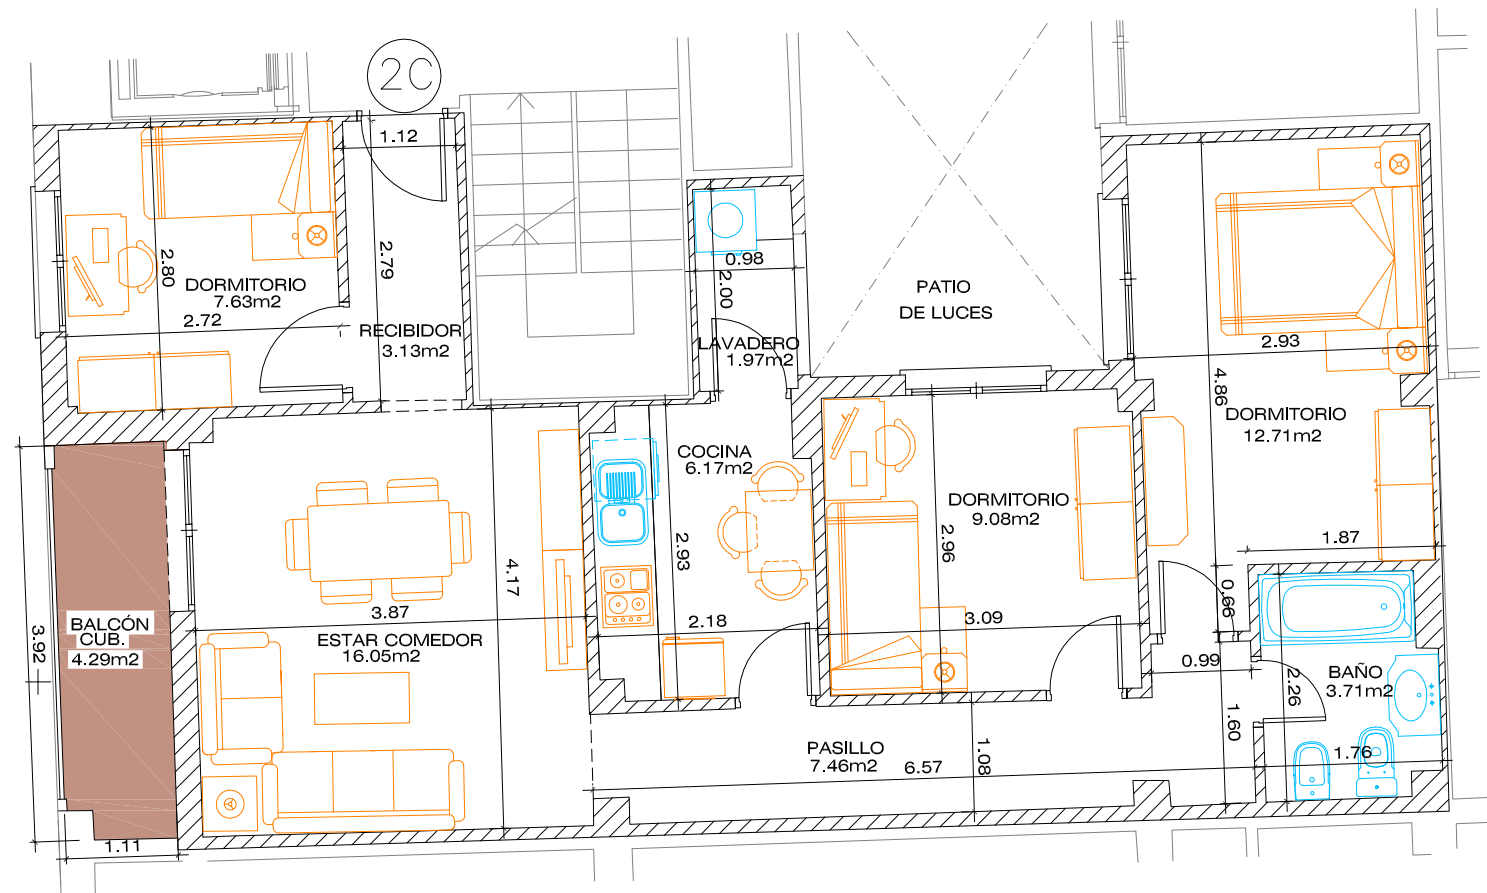 2C
1.12
2.80
2.79
DORMITORIO
7.63m2
2.72
RECIBIDOR
3.13m2
0.98
2.00
LAVADERO
1.97m2
PATIO
DE LUCES
2.93
4.86
DORMITORIO
12.71m2
1.87
COCINA
6.17m2
2.93
2.18
DORMITORIO
9.08m2
2.96
3.09
4.17
3.87
ESTAR COMEDOR
16.05m2
BALCÓN
CUB.
4.29m2
3.92
1.11
0.66
0.99
BAÑO
3.71m2
2.26
1.60
1.76
PASILLO
7.46m2
6.57
1.08